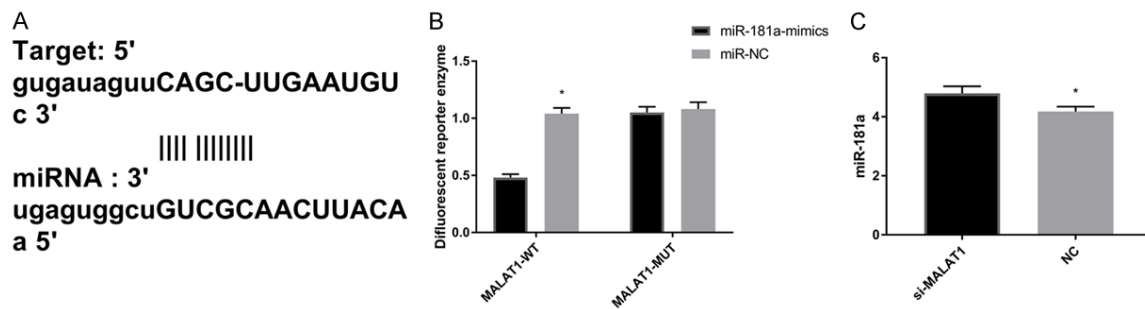 A
Target: 5'
gugauaguuCAGC-UUGAAUGU
c 3'
|||| |||||||||
miRNA : 3'
ugaguggcuGUCGCAACUUACA
a 5'
B
miR-181a-mimics
miR-NC
Difluorescent reporter enzyme
1.5
1.0
0.5
0.0
*
MALAT1-WT
MALAT1-MUT
C
miR-181a
6
4
2
0
*
si-MALAT1
NC